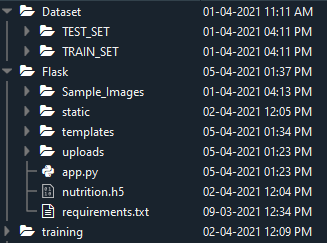 Dataset 01-04-2021 11:11 AM
TEST_SET 01-04-2021 04:11 PM
TRAIN_SET 01-04-2021 04:11 PM
Flask 05-04-2021 01:37 PM
Sample_Images 01-04-2021 04:13 PM
static 02-04-2021 12:05 PM
templates 05-04-2021 01:34 PM
uploads 05-04-2021 01:23 PM
app.py 05-04-2021 01:23 PM
nutrition.h5 02-04-2021 12:04 PM
requirements.txt 09-03-2021 12:34 PM
training 02-04-2021 12:09 PM